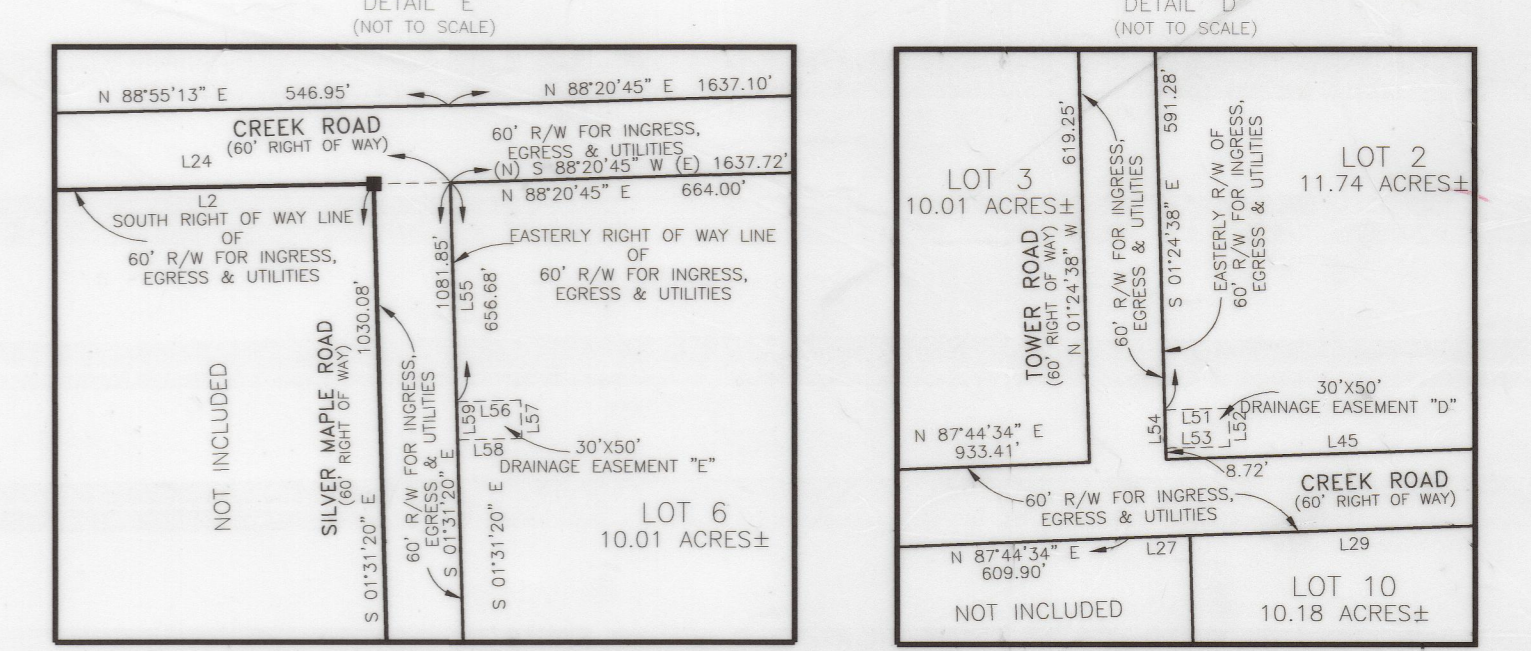 DETAIL E
(NOT TO SCALE)
N 88°55'13" E 546.95'
N 88°20'45" E 1637.10'
CREEK ROAD
(60' RIGHT OF WAY)
60' R/W FOR INGRESS,
EGRESS & UTILITIES
L24
(N) S 88°20'45" W (E) 1637.72'
N 88°20'45" E 664.00'
L2
SOUTH RIGHT OF WAY LINE
OF
60' R/W FOR INGRESS,
EGRESS & UTILITIES
EASTERLY RIGHT OF WAY LINE
OF
60' R/W FOR INGRESS,
EGRESS & UTILITIES
1030.08'
1081.85'
L55
656.68'
NOT INCLUDED
SILVER MAPLE ROAD
(60' RIGHT OF WAY)
S 01°31'20" E
60' R/W FOR INGRESS,
EGRESS & UTILITIES
S 01°31'20" E
S 01°31'20" E
L59
L56
L57
L58
30'X50'
DRAINAGE EASEMENT "E"
LOT 6
10.01 ACRES±
DETAIL D
(NOT TO SCALE)
LOT 3
10.01 ACRES±
619.25'
N 01°24'38" W
TOWER ROAD
(60' RIGHT OF WAY)
60' R/W FOR INGRESS,
EGRESS & UTILITIES
591.28'
S 01°24'38" E
EASTERLY R/W OF
60' R/W FOR INGRESS,
EGRESS & UTILITIES
LOT 2
11.74 ACRES±
L54
L51
L52
L53
30'X50'
DRAINAGE EASEMENT "D"
L45
8.72'
N 87°44'34" E
933.41'
60' R/W FOR INGRESS,
EGRESS & UTILITIES
CREEK ROAD
(60' RIGHT OF WAY)
N 87°44'34" E
609.90'
L27
L29
NOT INCLUDED
LOT 10
10.18 ACRES±